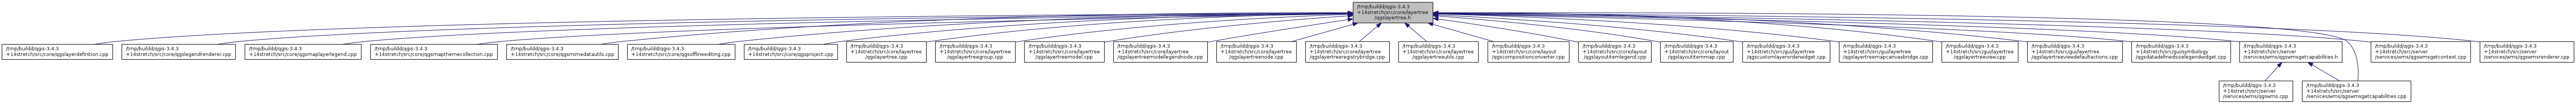 /tmp/buildd/qgis-3.4.3
+14stretch/src/core/layertree
/qgslayertree.h
/tmp/buildd/qgis-3.4.3
+14stretch/src/core/qgslayerdefinition.cpp
/tmp/buildd/qgis-3.4.3
+14stretch/src/core/qgslegendrenderer.cpp
/tmp/buildd/qgis-3.4.3
+14stretch/src/core/qgsmaplayerlegend.cpp
/tmp/buildd/qgis-3.4.3
+14stretch/src/core/qgsmapthemecollection.cpp
/tmp/buildd/qgis-3.4.3
+14stretch/src/core/qgsmimedatautils.cpp
/tmp/buildd/qgis-3.4.3
+14stretch/src/core/qgsofflineediting.cpp
/tmp/buildd/qgis-3.4.3
+14stretch/src/core/qgsproject.cpp
/tmp/buildd/qgis-3.4.3
+14stretch/src/core/layertree
/qgslayertree.cpp
/tmp/buildd/qgis-3.4.3
+14stretch/src/core/layertree
/qgslayertreegroup.cpp
/tmp/buildd/qgis-3.4.3
+14stretch/src/core/layertree
/qgslayertreemodel.cpp
/tmp/buildd/qgis-3.4.3
+14stretch/src/core/layertree
/qgslayertreemodellegendnode.cpp
/tmp/buildd/qgis-3.4.3
+14stretch/src/core/layertree
/qgslayertreenode.cpp
/tmp/buildd/qgis-3.4.3
+14stretch/src/core/layertree
/qgslayertreeregistrybridge.cpp
/tmp/buildd/qgis-3.4.3
+14stretch/src/core/layertree
/qgslayertreeutils.cpp
/tmp/buildd/qgis-3.4.3
+14stretch/src/core/layout
/qgscompositionconverter.cpp
/tmp/buildd/qgis-3.4.3
+14stretch/src/core/layout
/qgslayoutitemlegend.cpp
/tmp/buildd/qgis-3.4.3
+14stretch/src/core/layout
/qgslayoutitemmap.cpp
/tmp/buildd/qgis-3.4.3
+14stretch/src/gui/layertree
/qgscustomlayerorderwidget.cpp
/tmp/buildd/qgis-3.4.3
+14stretch/src/gui/layertree
/qgslayertreemapcanvasbridge.cpp
/tmp/buildd/qgis-3.4.3
+14stretch/src/gui/layertree
/qgslayertreeview.cpp
/tmp/buildd/qgis-3.4.3
+14stretch/src/gui/layertree
/qgslayertreeviewdefaultactions.cpp
/tmp/buildd/qgis-3.4.3
+14stretch/src/gui/symbology
/qgsdatadefinedsizelegendwidget.cpp
/tmp/buildd/qgis-3.4.3
+14stretch/src/server
/services/wms/qgswmsgetcapabilities.h
/tmp/buildd/qgis-3.4.3
+14stretch/src/server
/services/wms/qgswmsgetcontext.cpp
/tmp/buildd/qgis-3.4.3
+14stretch/src/server
/services/wms/qgswmsrenderer.cpp
/tmp/buildd/qgis-3.4.3
+14stretch/src/server
/services/wms/qgswms.cpp
/tmp/buildd/qgis-3.4.3
+14stretch/src/server
/services/wms/qgswmsgetcapabilities.cpp